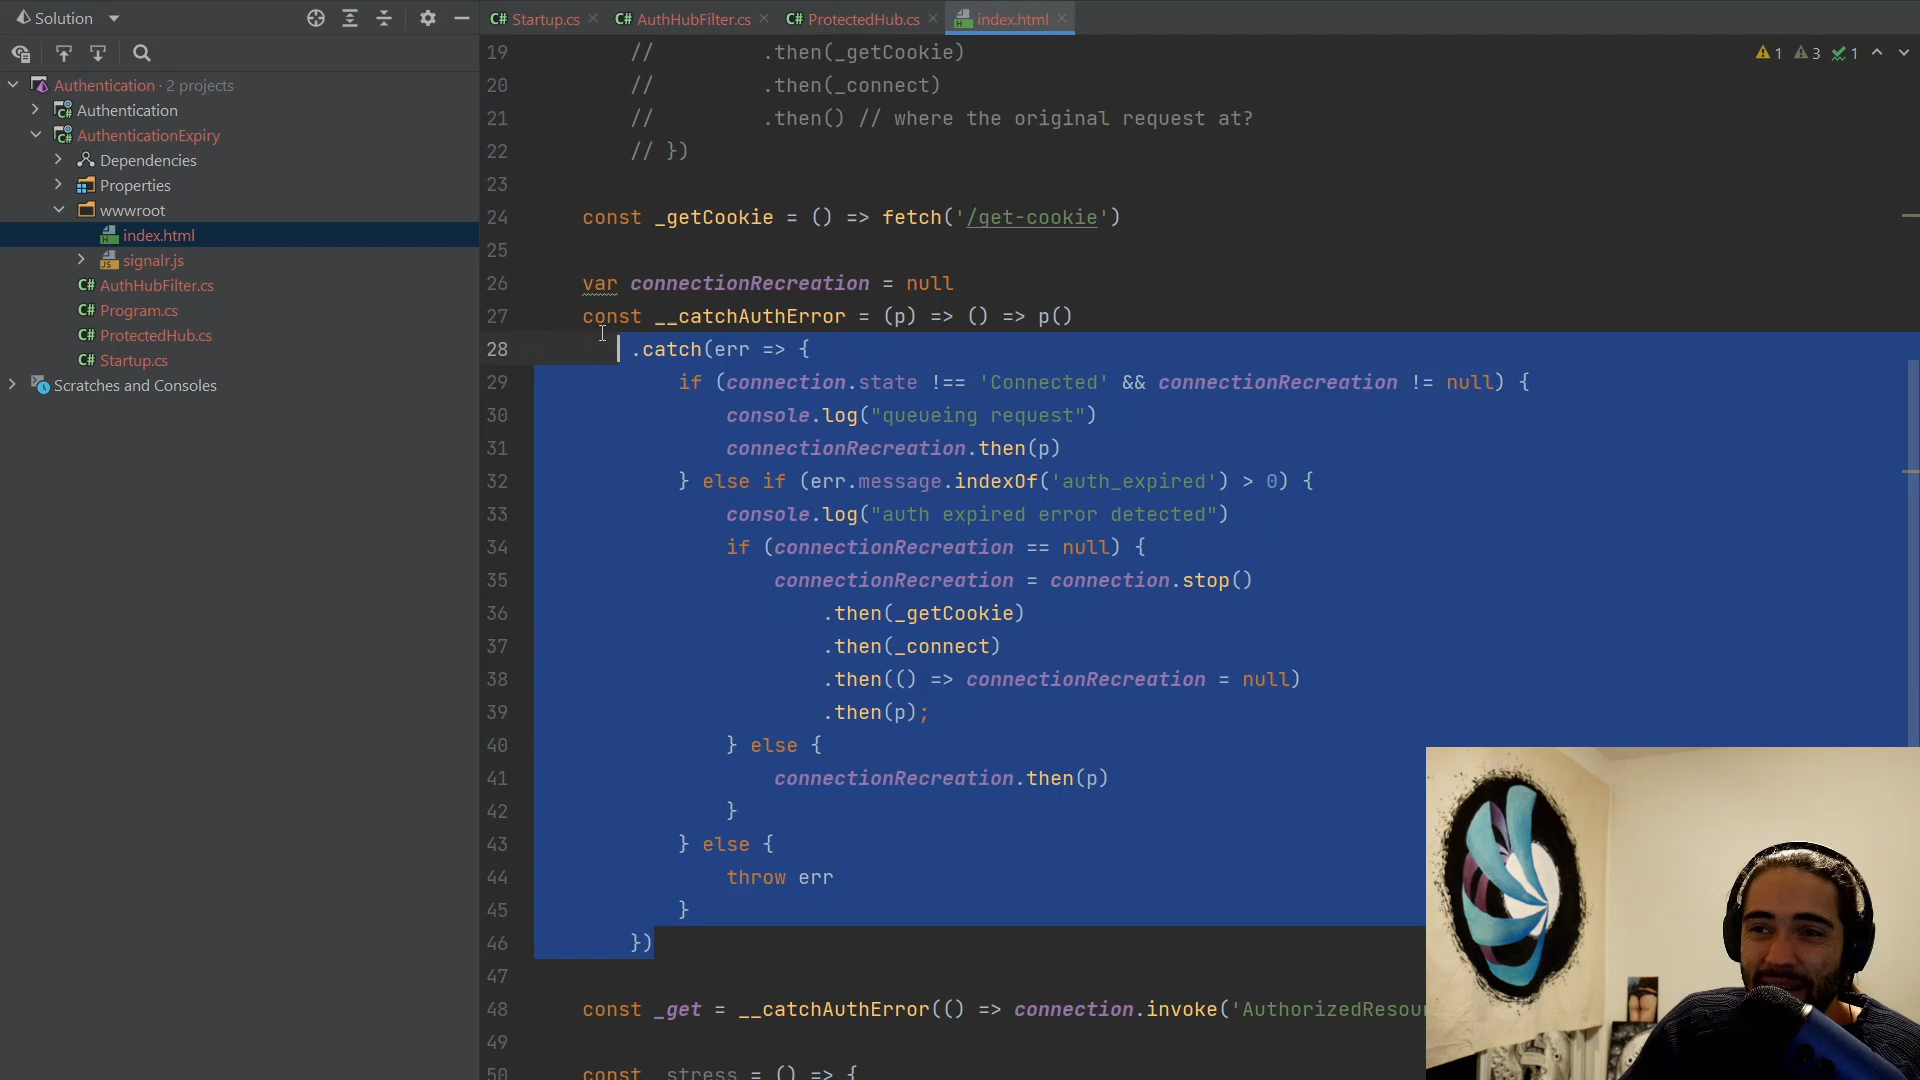 Solution
Startup.cs
AuthHubFilter.cs
ProtectedHub.cs
index.html
1 3 1
Authentication · 2 projects
Authentication
AuthenticationExpiry
Dependencies
Properties
wwwroot
index.html
signalr.js
AuthHubFilter.cs
Program.cs
ProtectedHub.cs
Startup.cs
Scratches and Consoles
19 // .then(_getCookie)
20 // .then(_connect)
21 // .then() // where the original request at?
22 // })
23
24 const _getCookie = () => fetch('/get-cookie')
25
26 var connectionRecreation = null
27 const __catchAuthError = (p) => () => p()
28 .catch(err => {
29 if (connection.state !== 'Connected' && connectionRecreation != null) {
30 console.log("queueing request")
31 connectionRecreation.then(p)
32 } else if (err.message.indexOf('auth_expired') > 0) {
33 console.log("auth expired error detected")
34 if (connectionRecreation == null) {
35 connectionRecreation = connection.stop()
36 .then(_getCookie)
37 .then(_connect)
38 .then(() => connectionRecreation = null)
39 .then(p);
40 } else {
41 connectionRecreation.then(p)
42 }
43 } else {
44 throw err
45 }
46 })
47
48 const _get = __catchAuthError(() => connection.invoke('AuthorizedResou
49
50 const _stress = () => {